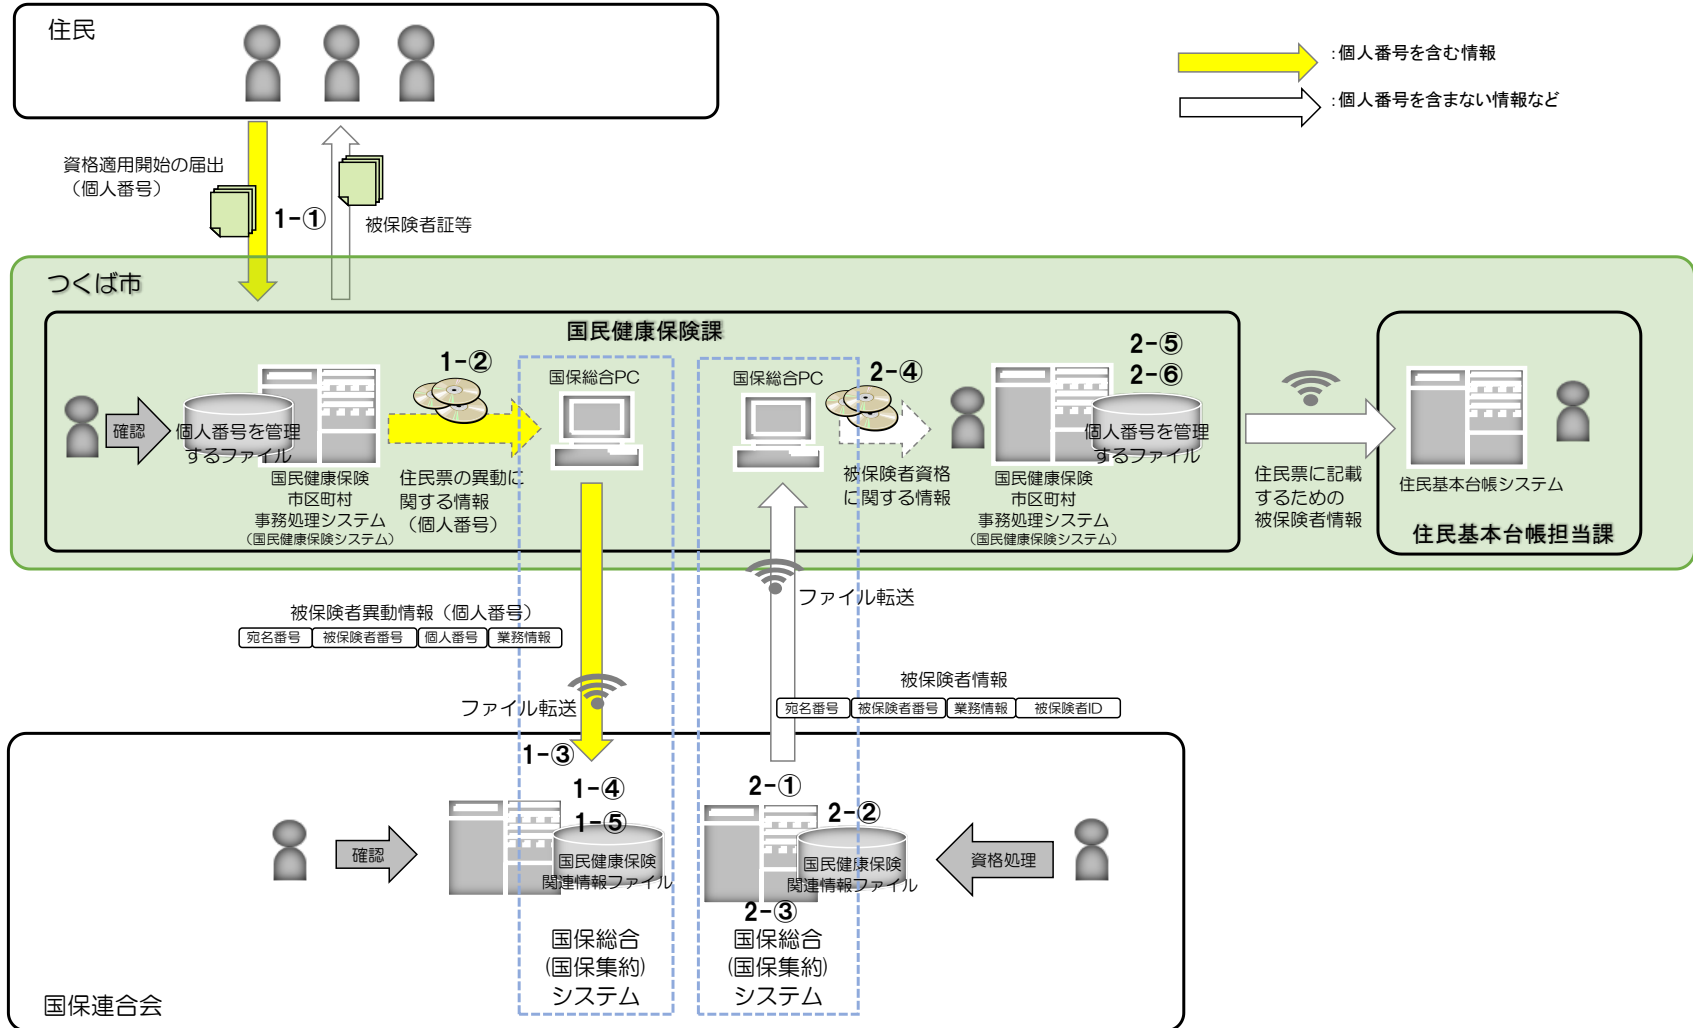 住民
：個人番号を含む情報
：個人番号を含まない情報など
資格適用開始の届出
（個人番号）
1-①
被保険者証等
つくば市
国民健康保険課
1-②
国保総合PC
国保総合PC
2-④
2-⑤
2-⑥
確認
個人番号を管理
するファイル
国民健康保険
市区町村
事務処理システム
（国民健康保険システム）
住民票の異動に
関する情報
（個人番号）
被保険者資格
に関する情報
個人番号を管理
するファイル
国民健康保険
市区町村
事務処理システム
（国民健康保険システム）
住民票に記載
するための
被保険者情報
住民基本台帳システム
住民基本台帳担当課
ファイル転送
被保険者異動情報（個人番号）
宛名番号 被保険者番号 個人番号 業務情報
ファイル転送
被保険者情報
宛名番号 被保険者番号 業務情報 被保険者ID
1-③
1-④
1-⑤
2-①
2-②
確認
国民健康保険
関連情報ファイル
国民健康保険
関連情報ファイル
資格処理
2-③
国保総合
(国保集約)
システム
国保総合
(国保集約)
システム
国保連合会